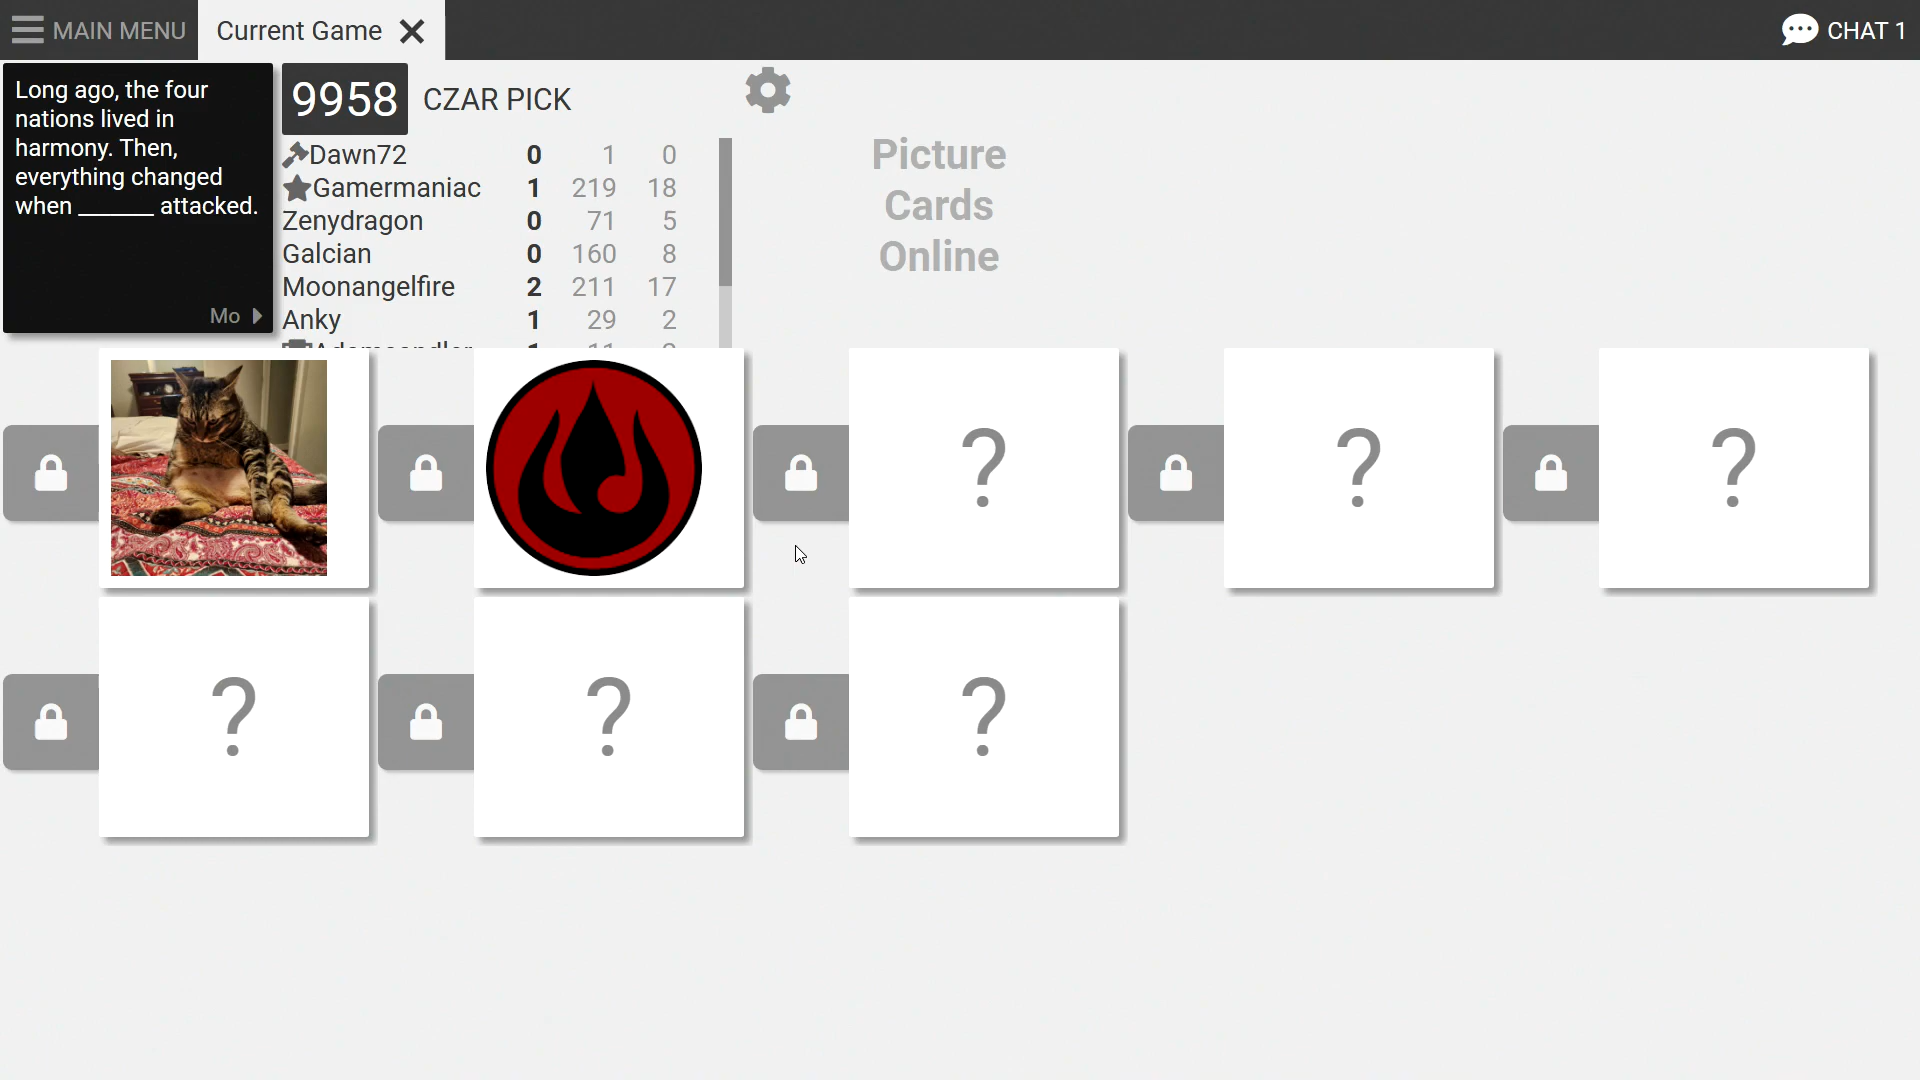 MAIN MENU
Current Game
CHAT 1
Long ago, the four
nations lived in
harmony. Then,
everything changed
when ______ attacked.
Mo
9958
CZAR PICK
Dawn72 0 1 0
Gamermaniac 1 219 18
Zenydragon 0 71 5
Galcian 0 160 8
Moonangelfire 2 211 17
Anky 1 29 2
Picture
Cards
Online
?
?
?
?
?
?